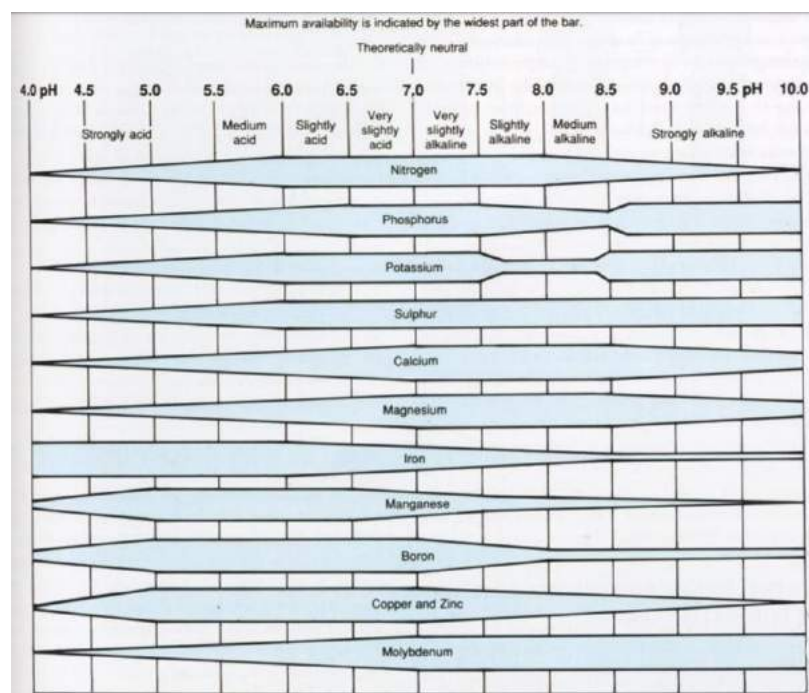 Maximum availability is indicated by the widest part of the bar.
Theoretically neutral
4.0 pH 4.5 5.0 5.5 6.0 6.5 7.0 7.5 8.0 8.5 9.0 9.5 pH 10.0
Strongly acid
Medium
acid
Slightly
acid
Very
slightly
acid
Very
slightly
alkaline
Slightly
alkaline
Medium
alkaline
Strongly alkaline
Nitrogen
Phosphorus
Potassium
Sulphur
Calcium
Magnesium
Iron
Manganese
Boron
Copper and Zinc
Molybdenum